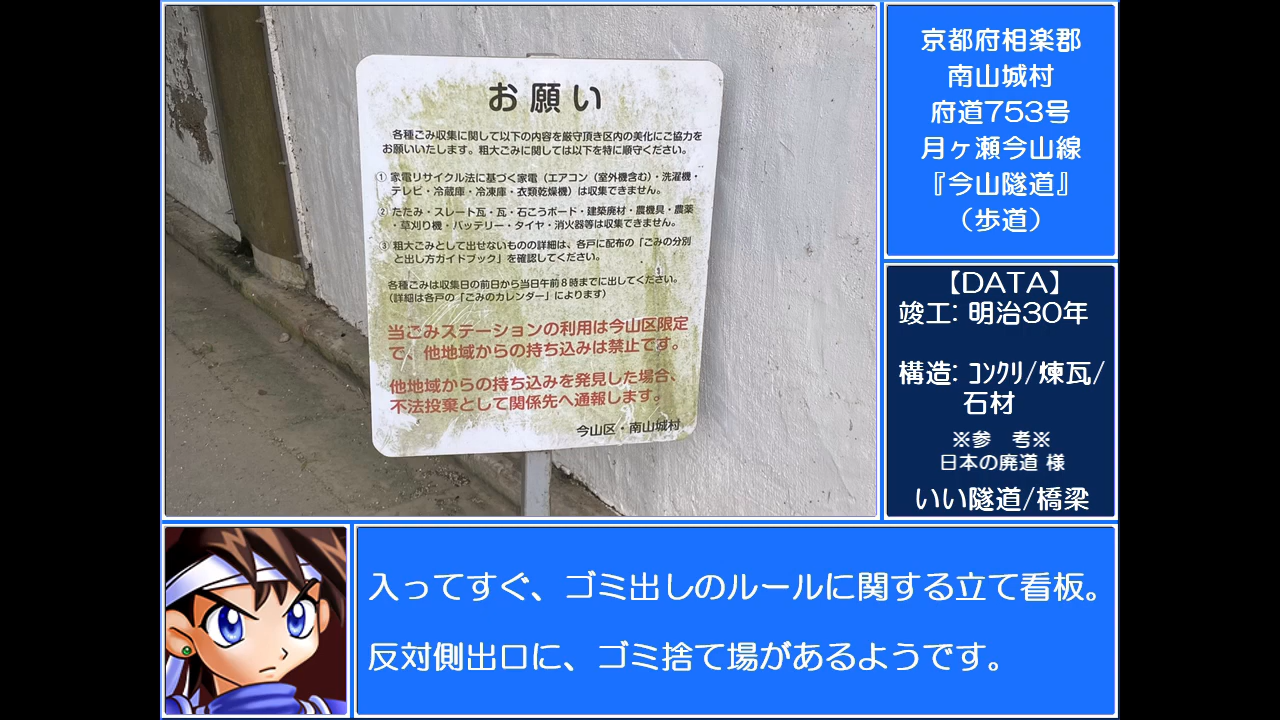 お願い
各種ごみ収集に関して以下の内容を厳守頂き区内の美化にご協力を
お願いいたします。粗大ごみに関しては以下を特に順守ください。
① 家電リサイクル法に基づく家電（エアコン（室外機含む）・洗濯機・
テレビ・冷蔵庫・冷凍庫・衣類乾燥機）は収集できません。
② たたみ・スレート瓦・瓦・石こうボード・建築廃材・農機具・農薬
・草刈り機・バッテリー・タイヤ・消火器等は収集できません。
③ 粗大ごみとして出せないものの詳細は、各戸に配布の「ごみの分別
と出し方ガイドブック」を確認してください。
各種ごみは収集日の前日から当日午前８時までに出してください。
（詳細は各戸の「ごみのカレンダー」によります）
当ごみステーションの利用は今山区限定
で、他地域からの持ち込みは禁止です。
他地域からの持ち込みを発見した場合、
不法投棄として関係先へ通報します。
今山区・南山城村
京都府相楽郡
南山城村
府道753号
月ヶ瀬今山線
『今山隧道』
（歩道）
【DATA】
竣工: 明治30年
構造: ｺﾝｸﾘ/煉瓦/
石材
※参　考※
日本の廃道 様
いい隧道/橋梁
入ってすぐ、ゴミ出しのルールに関する立て看板。
反対側出口に、ゴミ捨て場があるようです。